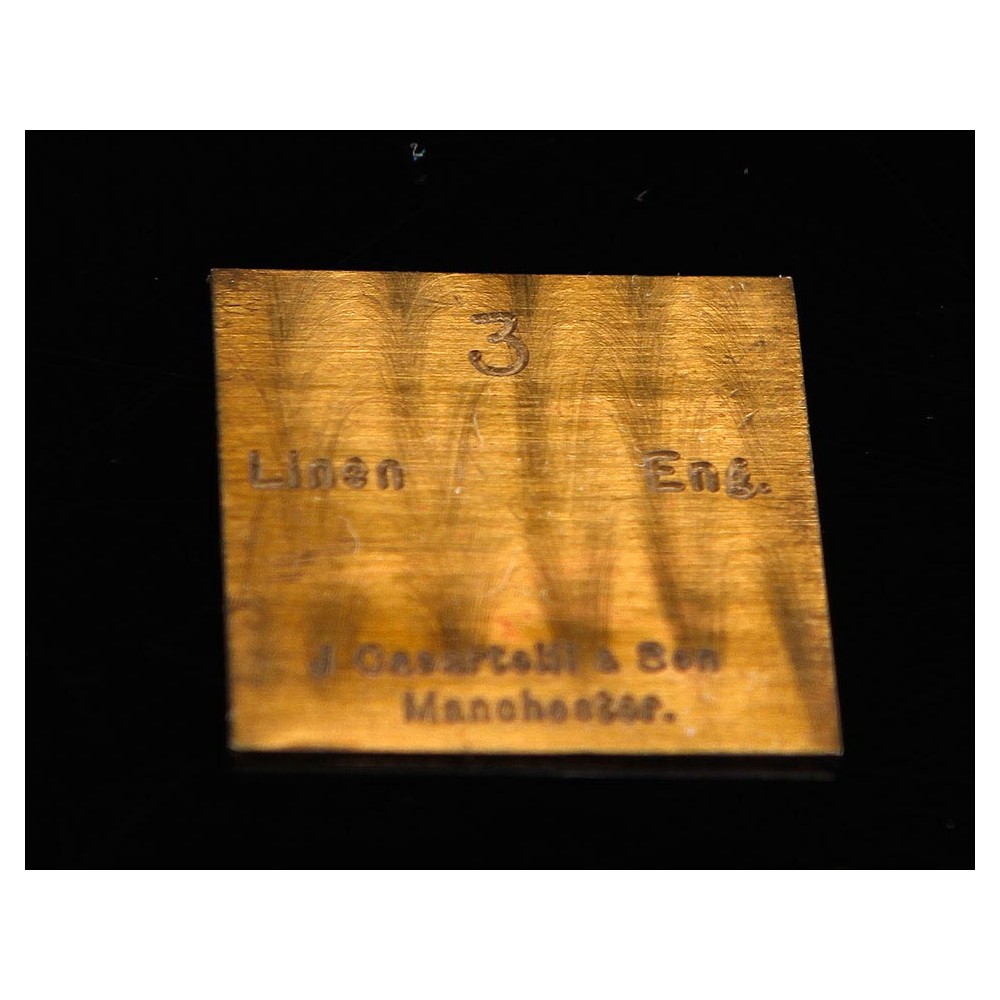 3
Linen Eng.
J Casartelli & Son
Manchester.